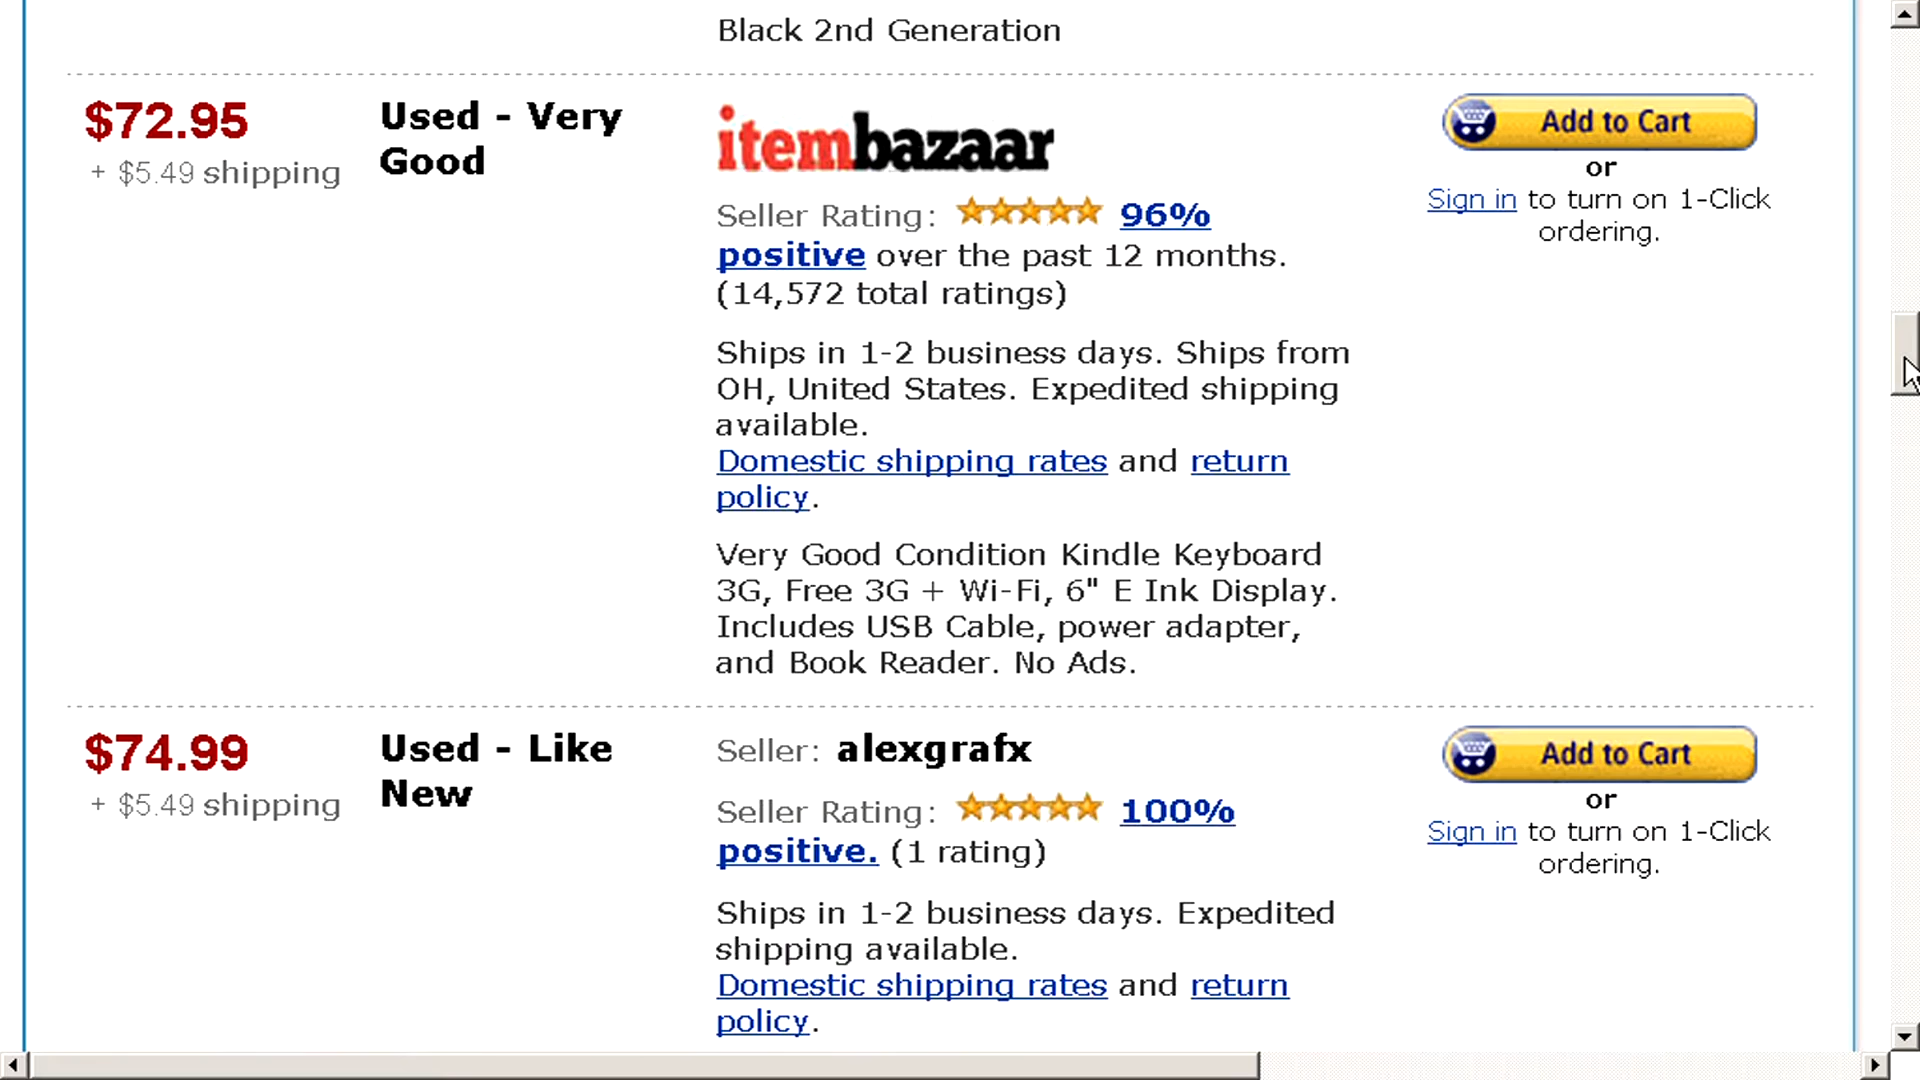 Black 2nd Generation
$72.95
+ $5.49 shipping
Used - Very
Good
itembazaar
Seller Rating: 96%
positive over the past 12 months.
(14,572 total ratings)
Ships in 1-2 business days. Ships from
OH, United States. Expedited shipping
available.
Domestic shipping rates and return
policy.
Very Good Condition Kindle Keyboard
3G, Free 3G + Wi-Fi, 6" E Ink Display.
Includes USB Cable, power adapter,
and Book Reader. No Ads.
Add to Cart
or
Sign in to turn on 1-Click
ordering.
$74.99
+ $5.49 shipping
Used - Like
New
Seller: alexgrafx
Seller Rating: 100%
positive. (1 rating)
Ships in 1-2 business days. Expedited
shipping available.
Domestic shipping rates and return
policy.
Add to Cart
or
Sign in to turn on 1-Click
ordering.